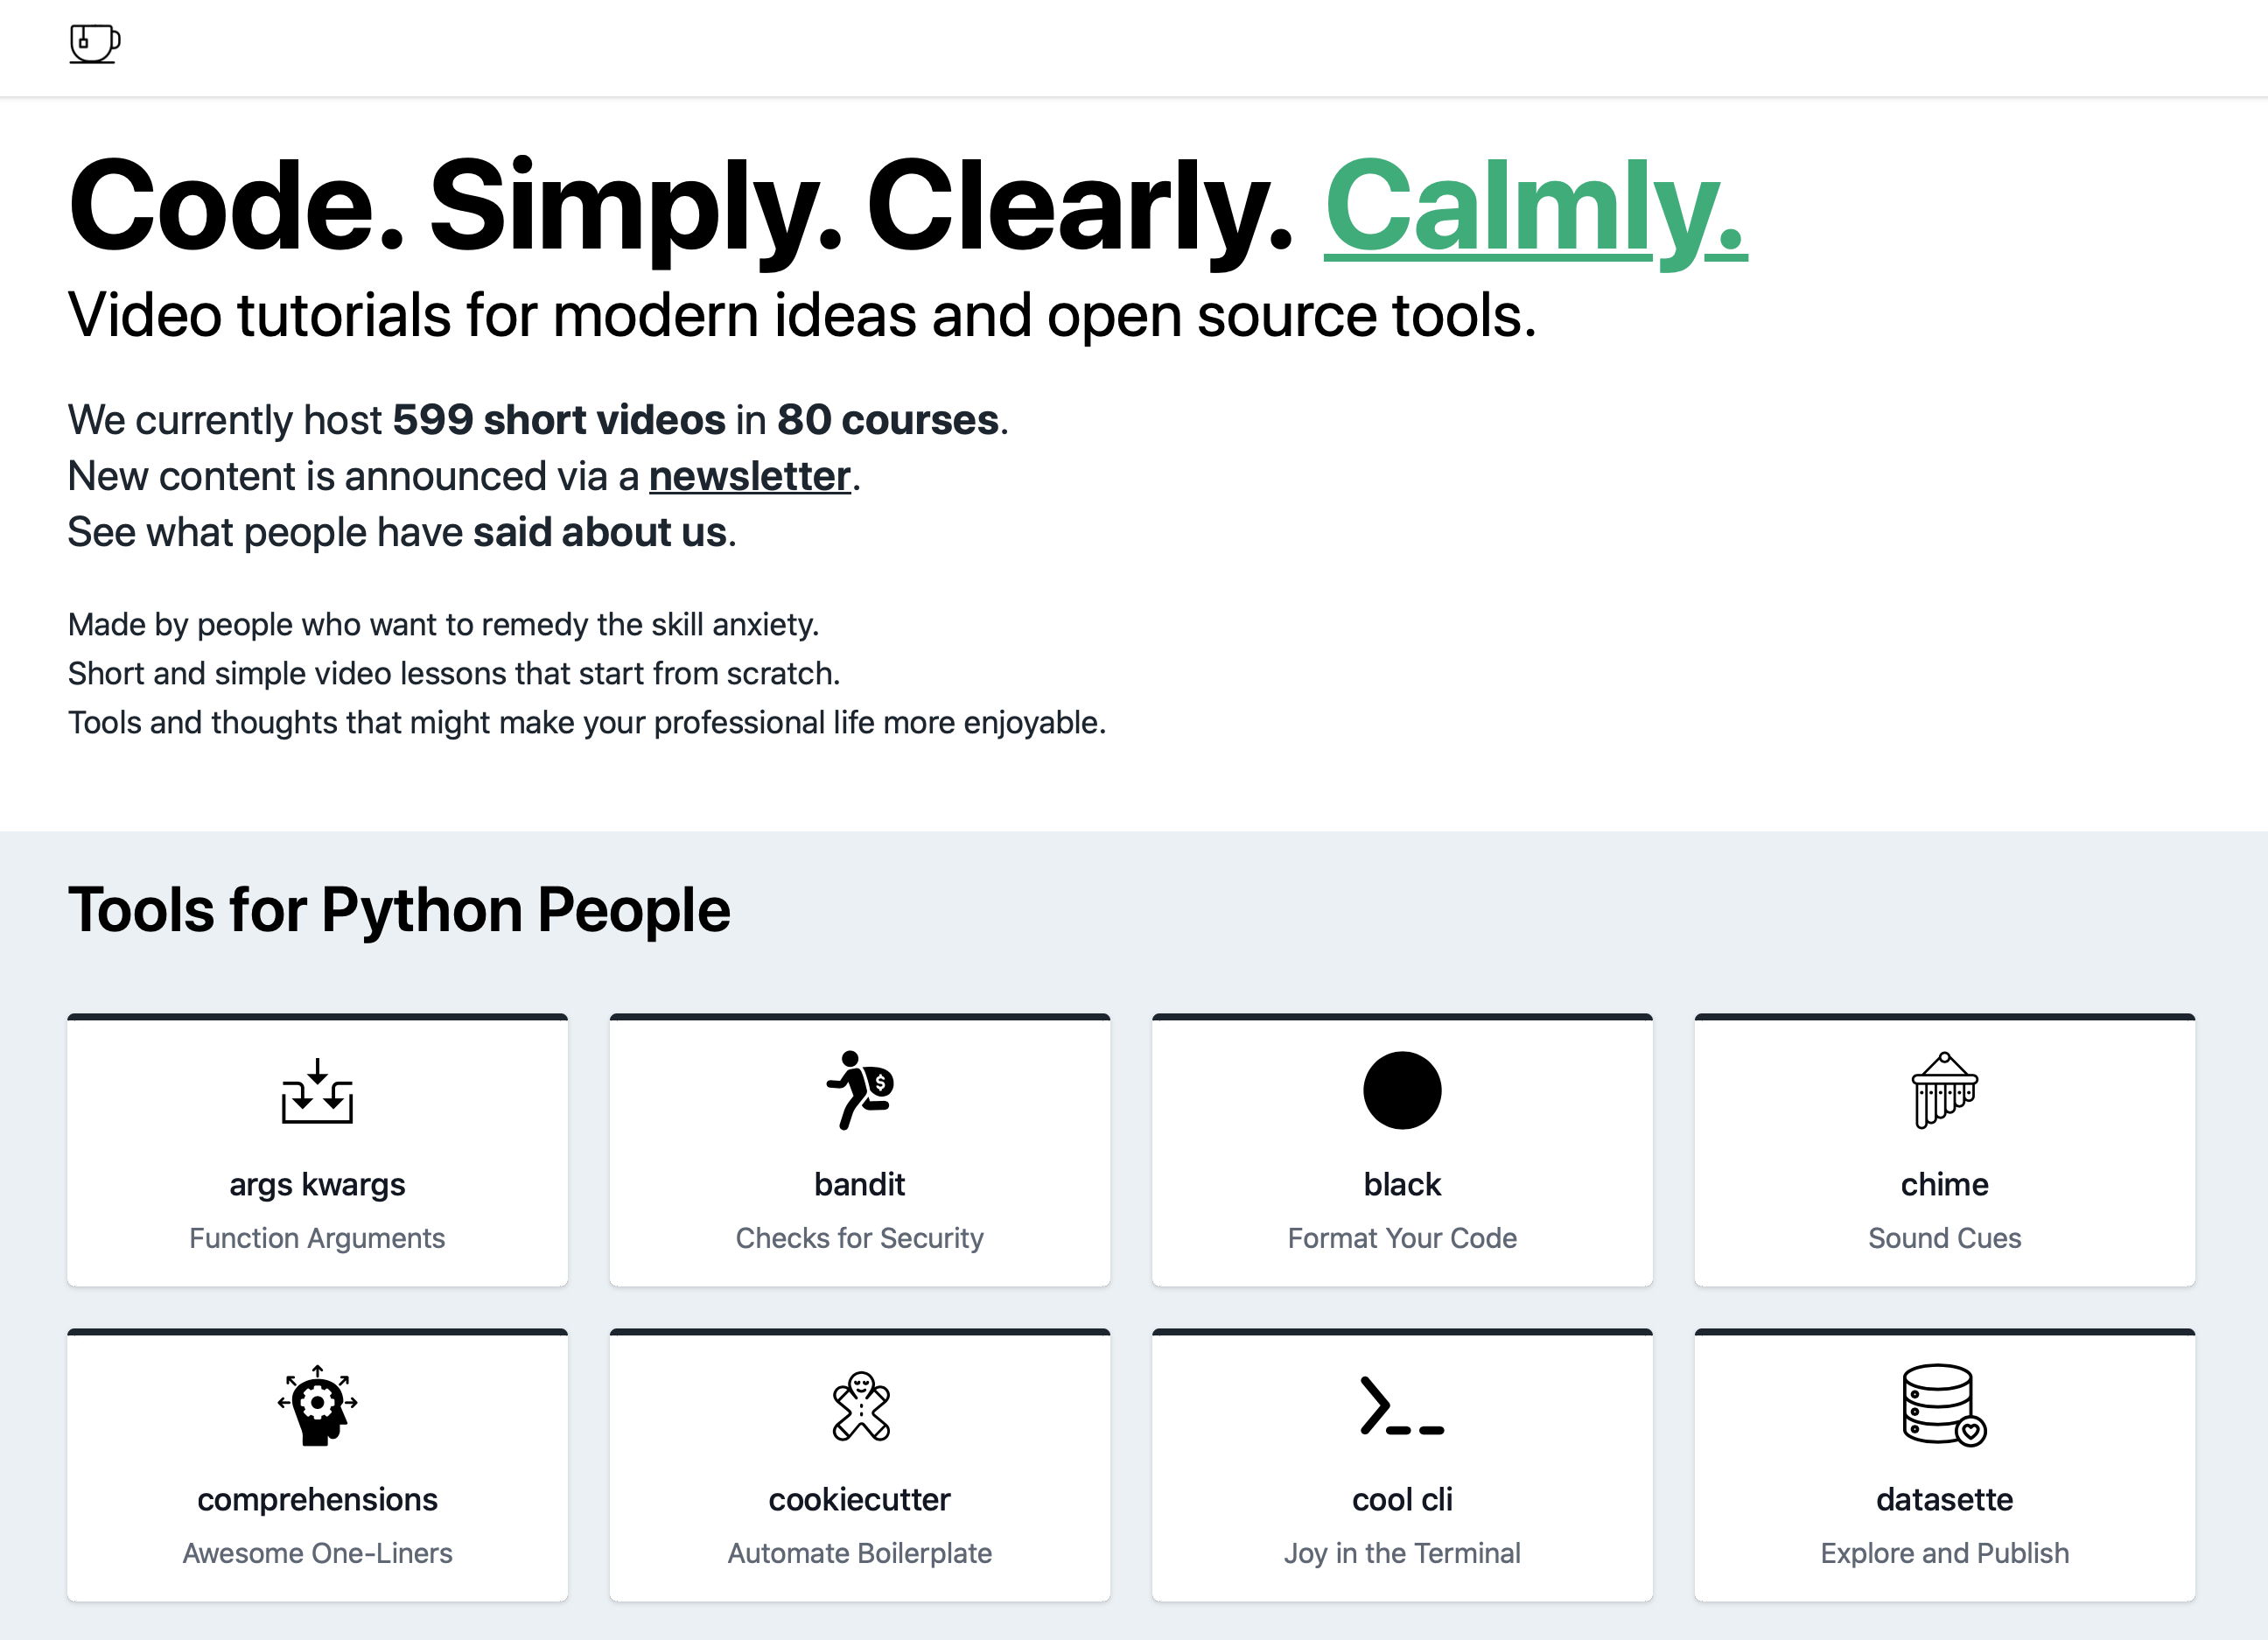 Code. Simply. Clearly. Calmly.
Video tutorials for modern ideas and open source tools.
We currently host 599 short videos in 80 courses.
New content is announced via a newsletter.
See what people have said about us.
Made by people who want to remedy the skill anxiety.
Short and simple video lessons that start from scratch.
Tools and thoughts that might make your professional life more enjoyable.
Tools for Python People
args kwargs
Function Arguments
$
bandit
Checks for Security
black
Format Your Code
chime
Sound Cues
comprehensions
Awesome One-Liners
cookiecutter
Automate Boilerplate
cool cli
Joy in the Terminal
datasette
Explore and Publish